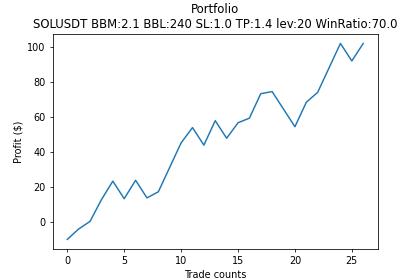 Portfolio
SOLUSDT BBM:2.1 BBL:240 SL:1.0 TP:1.4 lev:20 WinRatio:70.0
100
80
60
40
20
0
Profit ($)
0 5 10 15 20 25
Trade counts